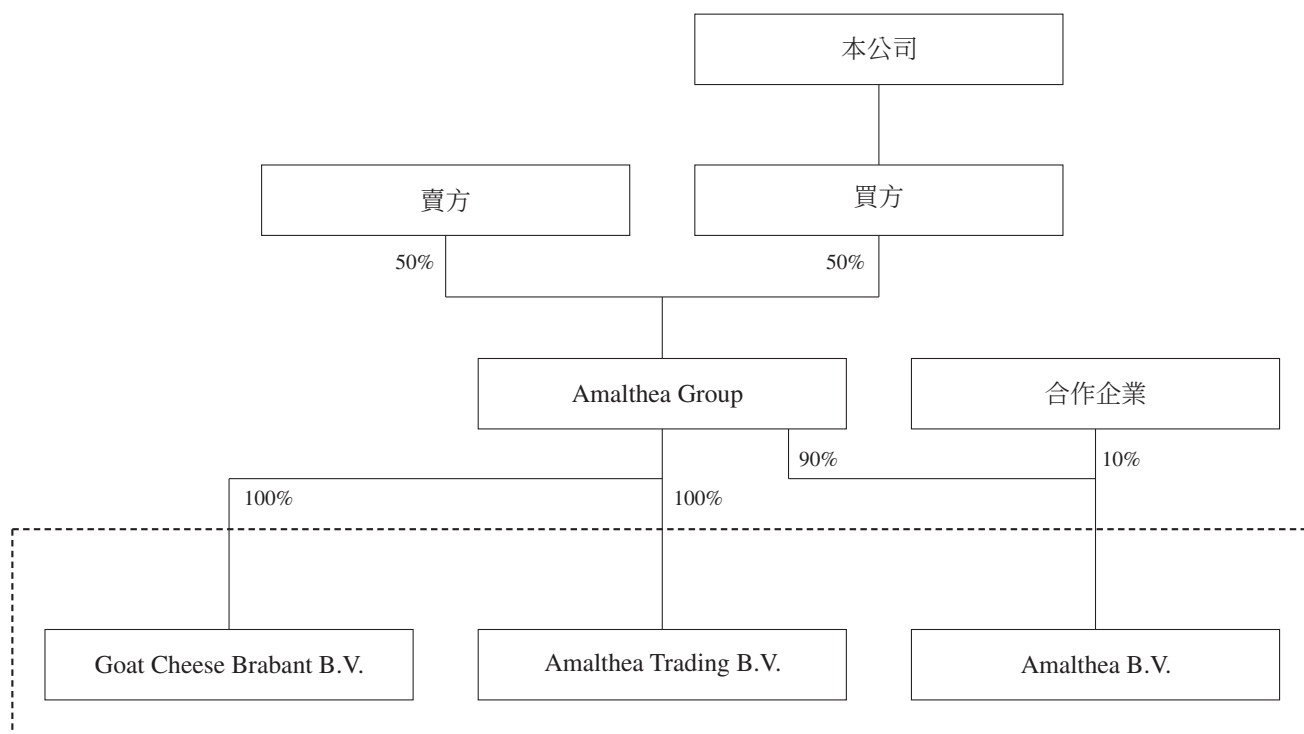 本公司
賣方
買方
50%
50%
Amalthea Group
合作企業
90%
10%
100%
100%
Goat Cheese Brabant B.V.
Amalthea Trading B.V.
Amalthea B.V.